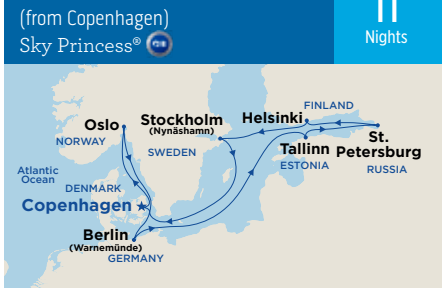 (from Copenhagen)
Sky Princess®
11
Nights
FINLAND
Helsinki
Stockholm
(Nynäshamn)
Oslo
NORWAY
SWEDEN
Tallinn
ESTONIA
St.
Petersburg
RUSSIA
Atlantic
Ocean
DENMARK
Copenhagen
Berlin
(Warnemünde)
GERMANY